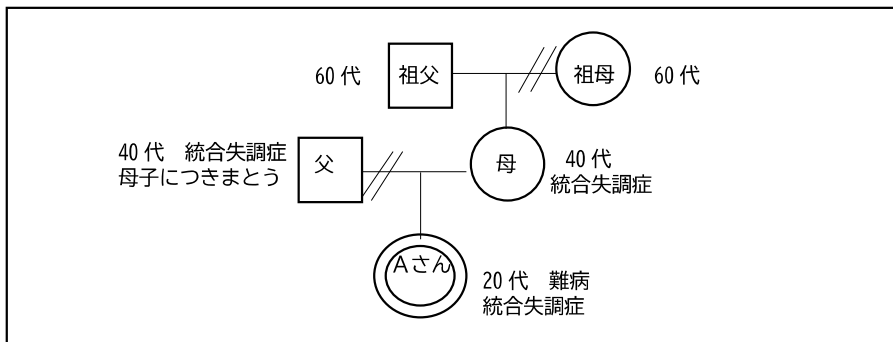 祖父
祖母
60 代
60 代
40 代　統合失調症
母子につきまとう
父
母
40 代
統合失調症
Aさん
20 代　難病
統合失調症